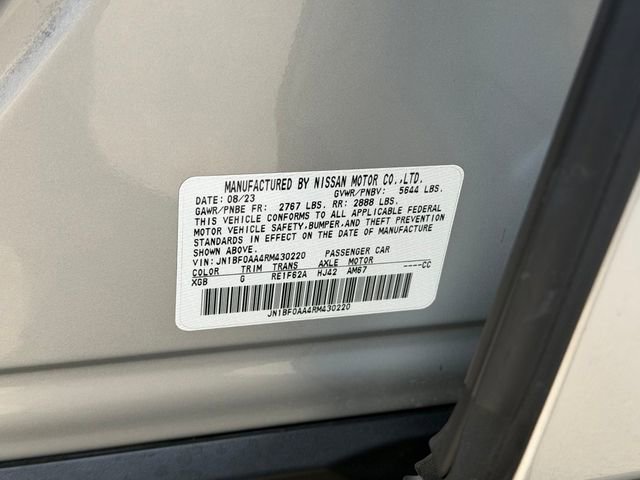 MANUFACTURED BY NISSAN MOTOR CO.,LTD.
DATE: 08/23 GVWR/PNBV: 5644 LBS.
GAWR/PNBE FR: 2767 LBS. RR: 2888 LBS.
THIS VEHICLE CONFORMS TO ALL APPLICABLE FEDERAL
MOTOR VEHICLE SAFETY,BUMPER,AND THEFT PREVENTION
STANDARDS IN EFFECT ON THE DATE OF MANUFACTURE
SHOWN ABOVE.
VIN: JN1BF0AA4RM430220 PASSENGER CAR
COLOR TRIM TRANS AXLE MOTOR
XGB G RE1F62A HJ42 AM67 ----CC
JN1BF0AA4RM430220